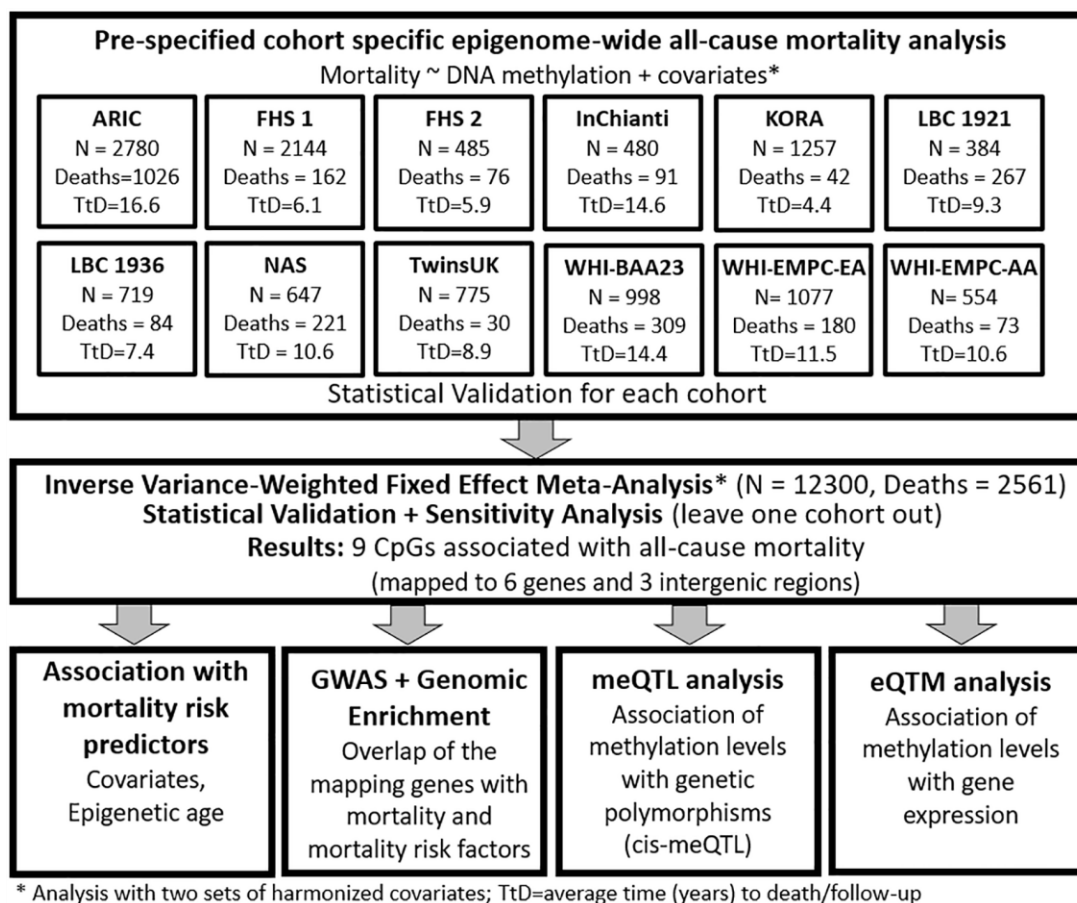 Pre-specified cohort specific epigenome-wide all-cause mortality analysis
Mortality ~ DNA methylation + covariates*
ARIC
N = 2780
Deaths=1026
TtD=16.6
FHS 1
N = 2144
Deaths = 162
TtD=6.1
FHS 2
N = 485
Deaths = 76
TtD=5.9
InChianti
N = 480
Deaths = 91
TtD=14.6
KORA
N = 1257
Deaths = 42
TtD=4.4
LBC 1921
N = 384
Deaths = 267
TtD=9.3
LBC 1936
N = 719
Deaths = 84
TtD=7.4
NAS
N = 647
Deaths = 221
TtD = 10.6
TwinsUK
N = 775
Deaths = 30
TtD=8.9
WHI-BAA23
N = 998
Deaths = 309
TtD=14.4
WHI-EMPC-EA
N= 1077
Deaths = 180
TtD=11.5
WHI-EMPC-AA
N= 554
Deaths = 73
TtD=10.6
Statistical Validation for each cohort
Inverse Variance-Weighted Fixed Effect Meta-Analysis* (N = 12300, Deaths = 2561)
Statistical Validation + Sensitivity Analysis (leave one cohort out)
Results: 9 CpGs associated with all-cause mortality
(mapped to 6 genes and 3 intergenic regions)
Association with
mortality risk
predictors
Covariates,
Epigenetic age
GWAS + Genomic
Enrichment
Overlap of the
mapping genes with
mortality and
mortality risk factors
meQTL analysis
Association of
methylation levels
with genetic
polymorphisms
(cis-meQTL)
eQTM analysis
Association of
methylation levels
with gene
expression
* Analysis with two sets of harmonized covariates; TtD=average time (years) to death/follow-up